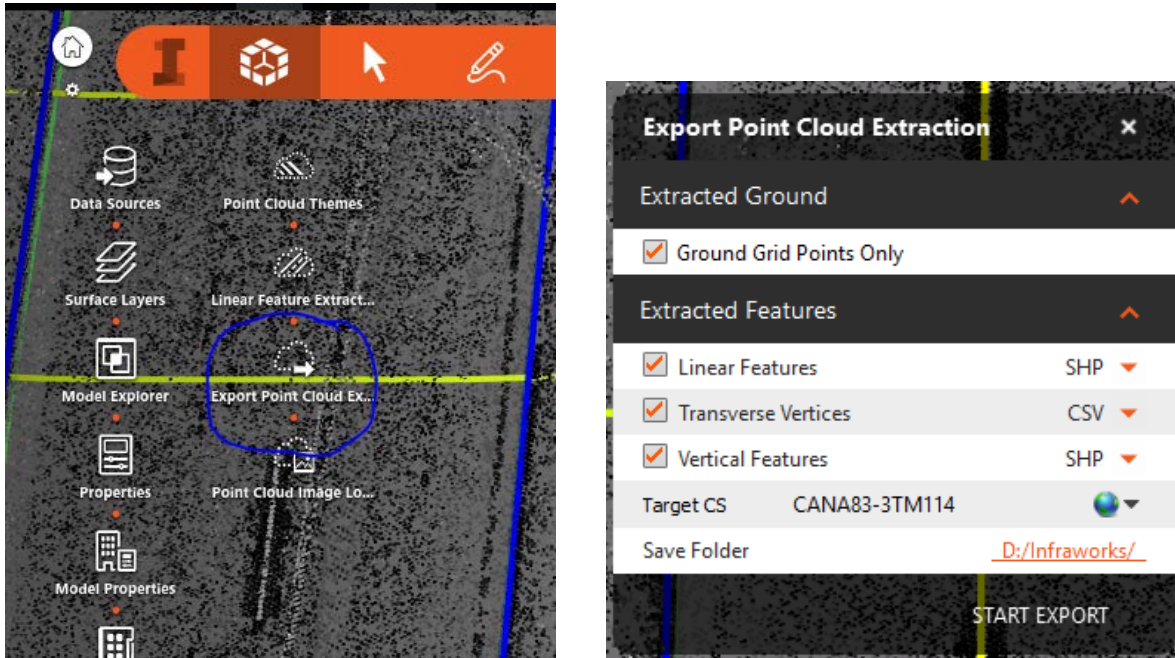 Data Sources
Point Cloud Themes
Surface Layers
Linear Feature Extract...
Model Explorer
Export Point Cloud Ex...
Properties
Point Cloud Image Lo...
Model Properties
Export Point Cloud Extraction
Extracted Ground
Ground Grid Points Only
Extracted Features
Linear Features SHP
Transverse Vertices CSV
Vertical Features SHP
Target CS CANA83-3TM114
Save Folder D:/Infraworks/
START EXPORT